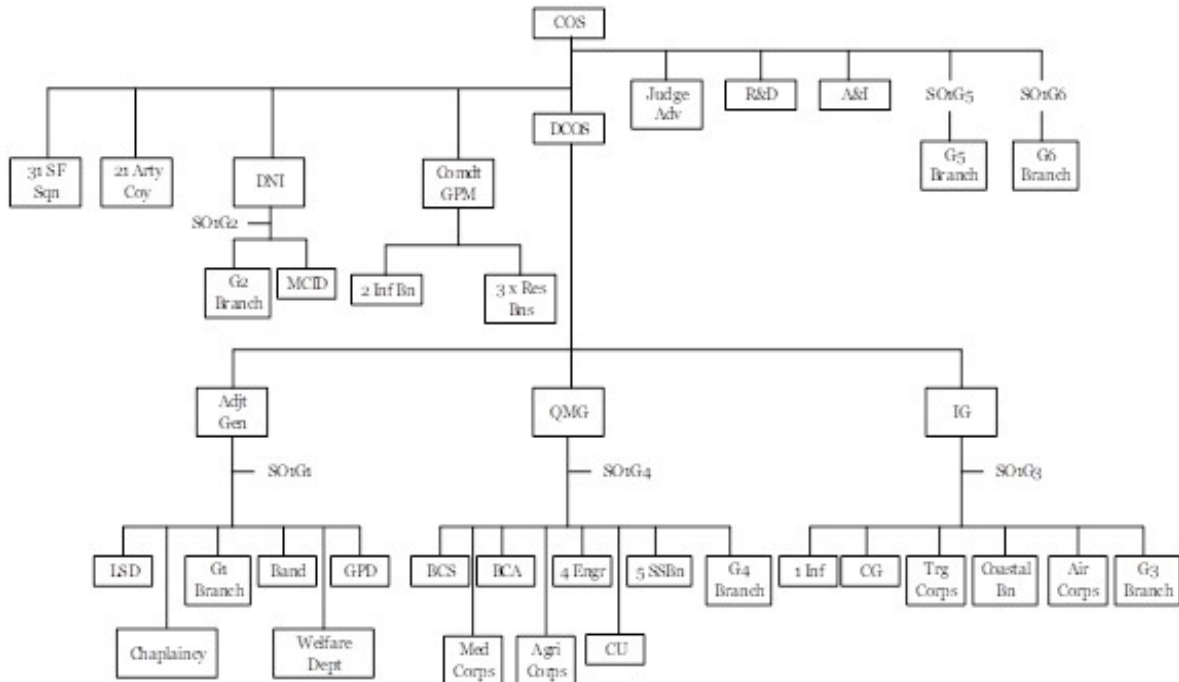 COS
Judge
Adv
R&D
A&I
SO1G5
SO1G6
DCOS
31 SF
Sqn
21 Arty
Coy
DNI
Comdt
GPM
G5
Branch
G6
Branch
SO1G2
G2
Branch
MCID
2 Inf Bn
3 x Res
Bns
Adjt
Gen
QMG
IG
SO1G1
SO1G4
SO1G3
LSD
G1
Branch
Band
GPD
BCS
BCA
4 Engr
5 SSBn
G4
Branch
1 Inf
CG
Trg
Corps
Coastal
Bn
Air
Corps
G3
Branch
Chaplaincy
Welfare
Dept
Med
Corps
Agri
Corps
CU